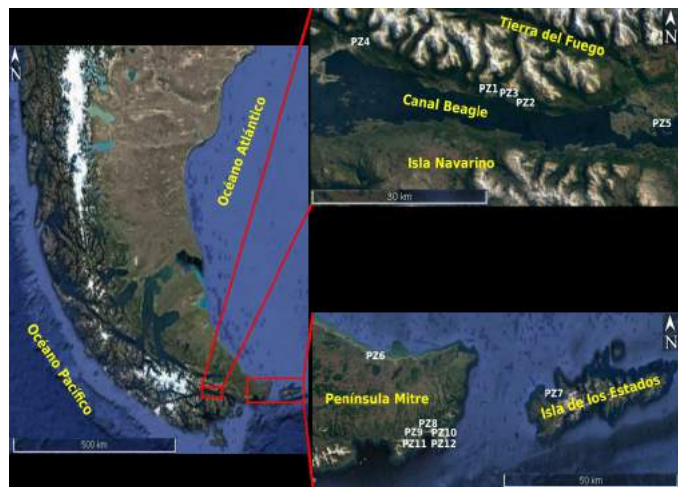 N
Océano Atlántico
Océano Pacífico
500 km
N
Tierra del Fuego
PZ4
PZ1
PZ3
PZ2
Canal Beagle
PZ5
Isla Navarino
30 km
N
PZ6
Península Mitre
PZ7
Isla de los Estados
PZ8
PZ9 PZ10
PZ11 PZ12
50 km